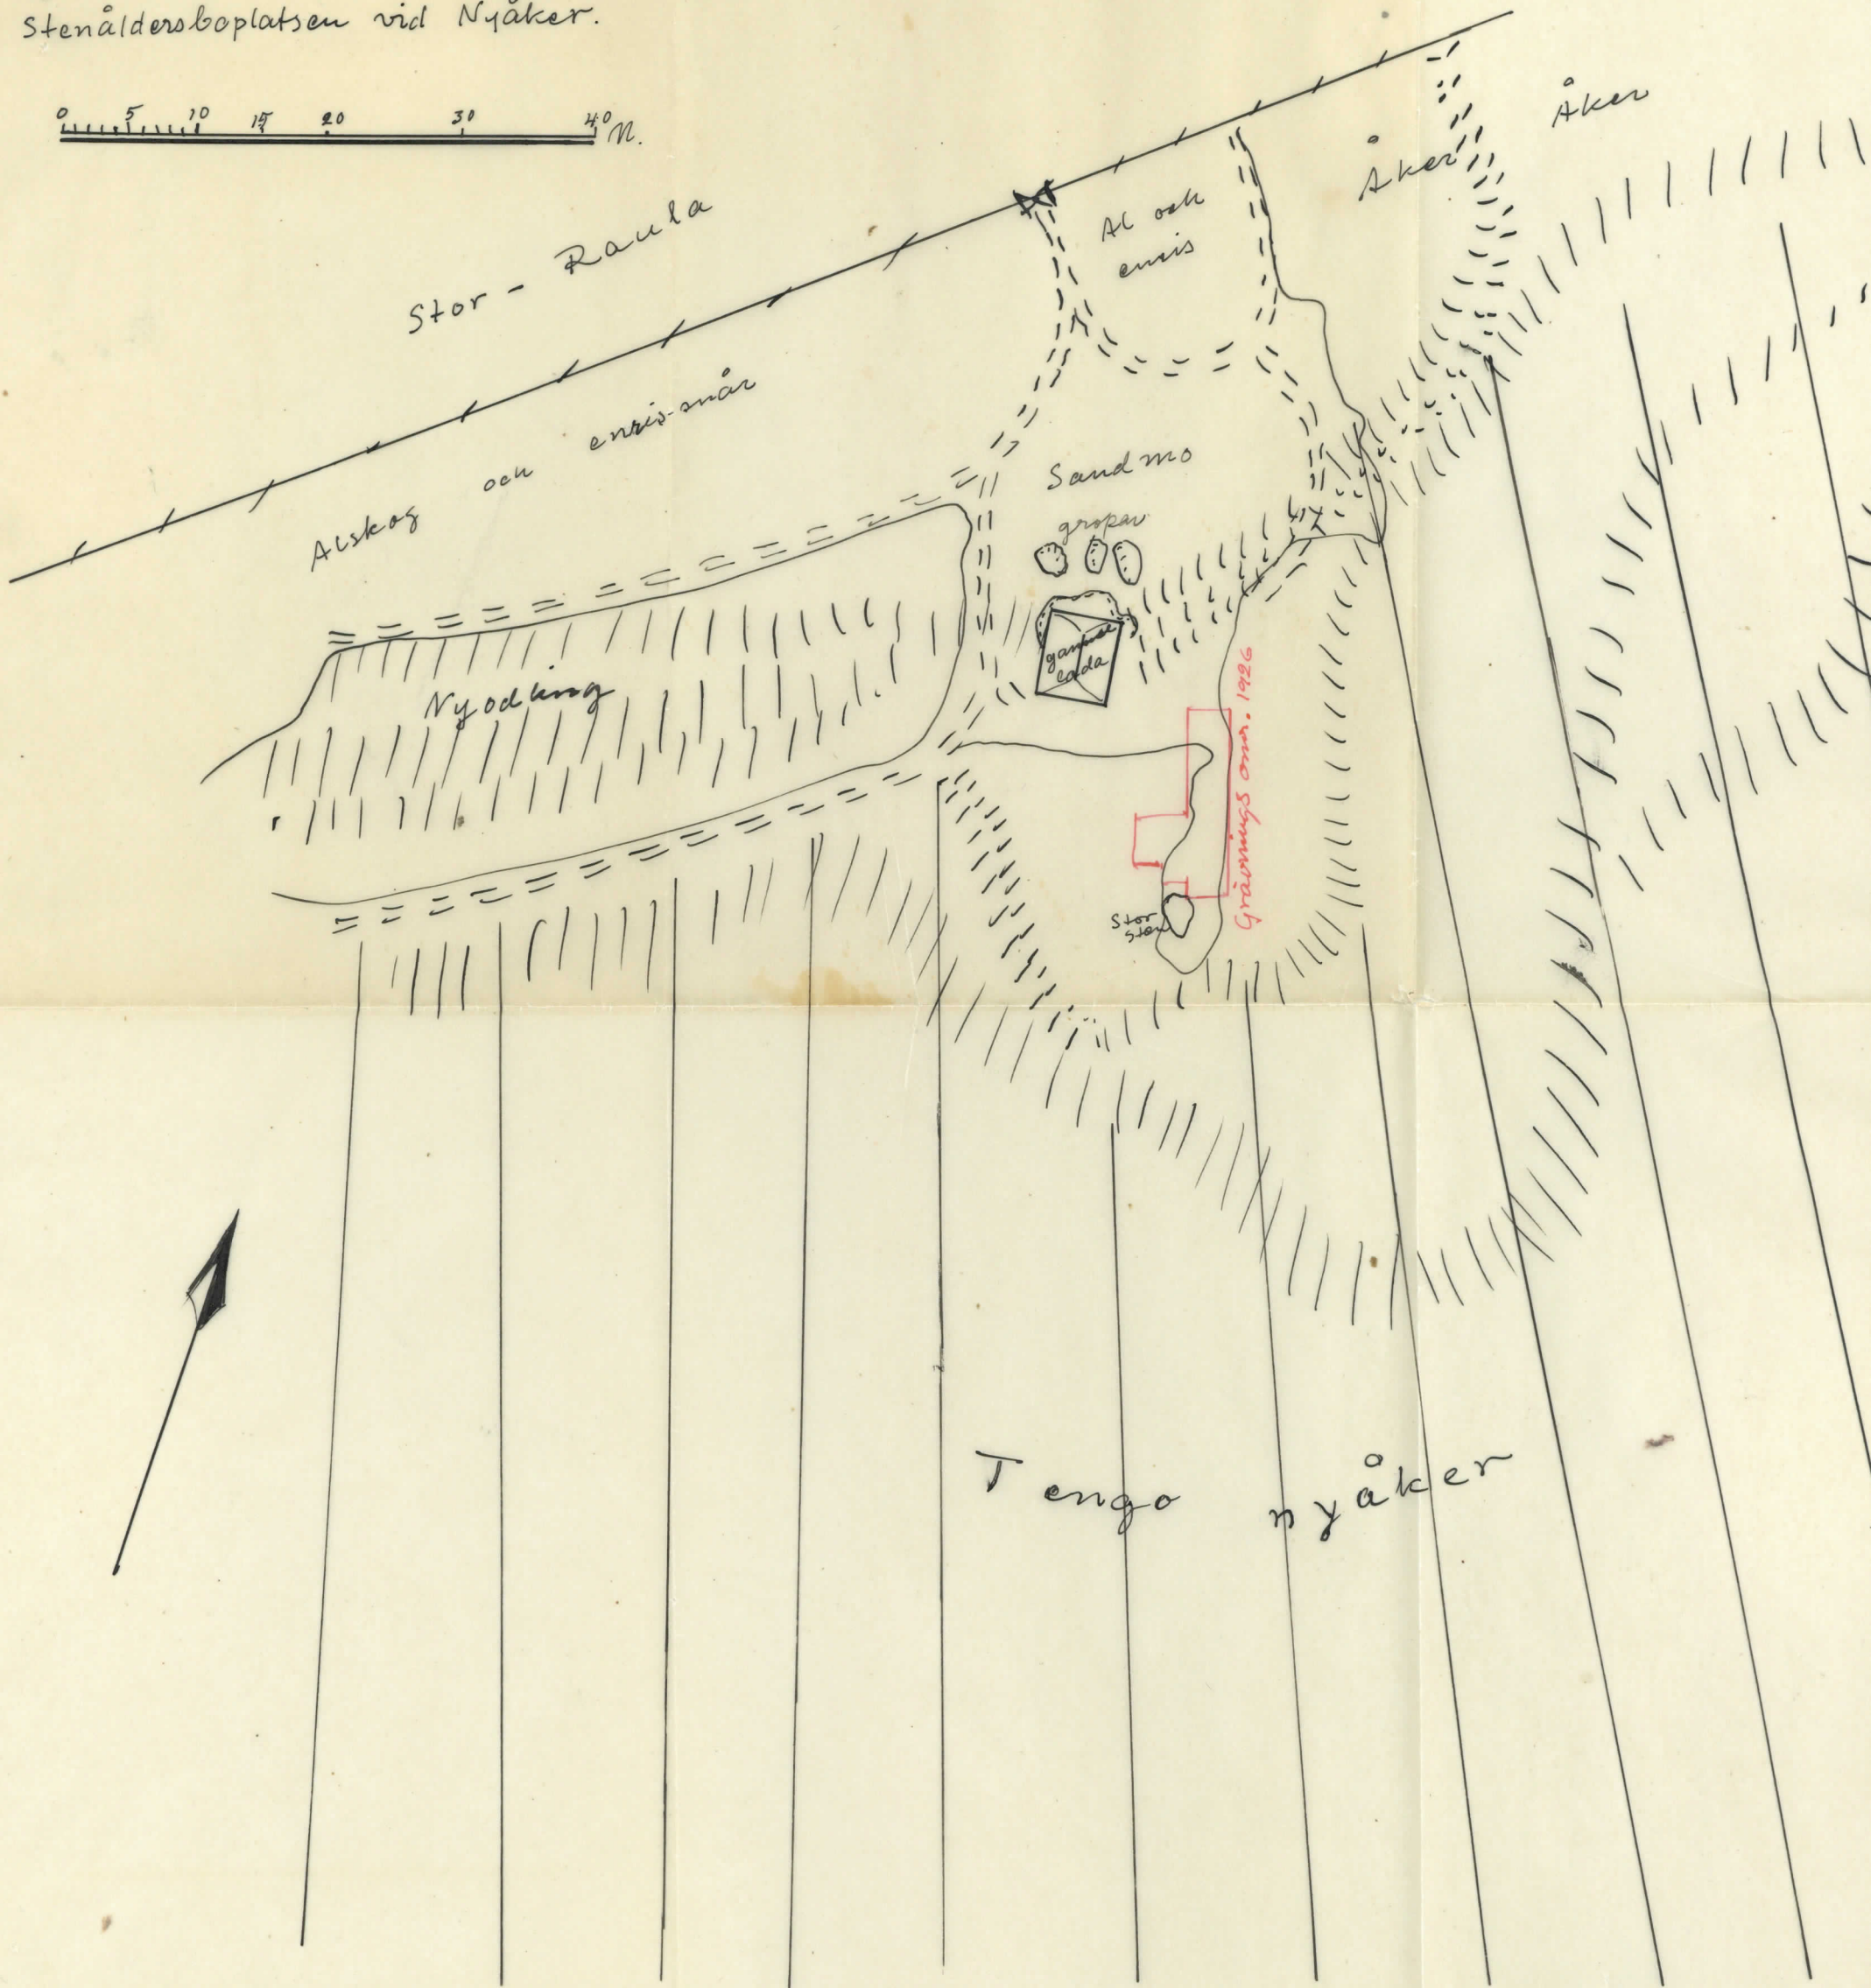 Stenåldersboplatsen vid Nyåker.
0 5 10 15 20 30 40 M.
Åker
Åker
Al och
enris
Stor - Raula
Alskog och enris-snår
Sandmo
gropar
gammal
lada
Nyodling
Grävnings omr. 1926
Stor
Sten
Tengo nyåker